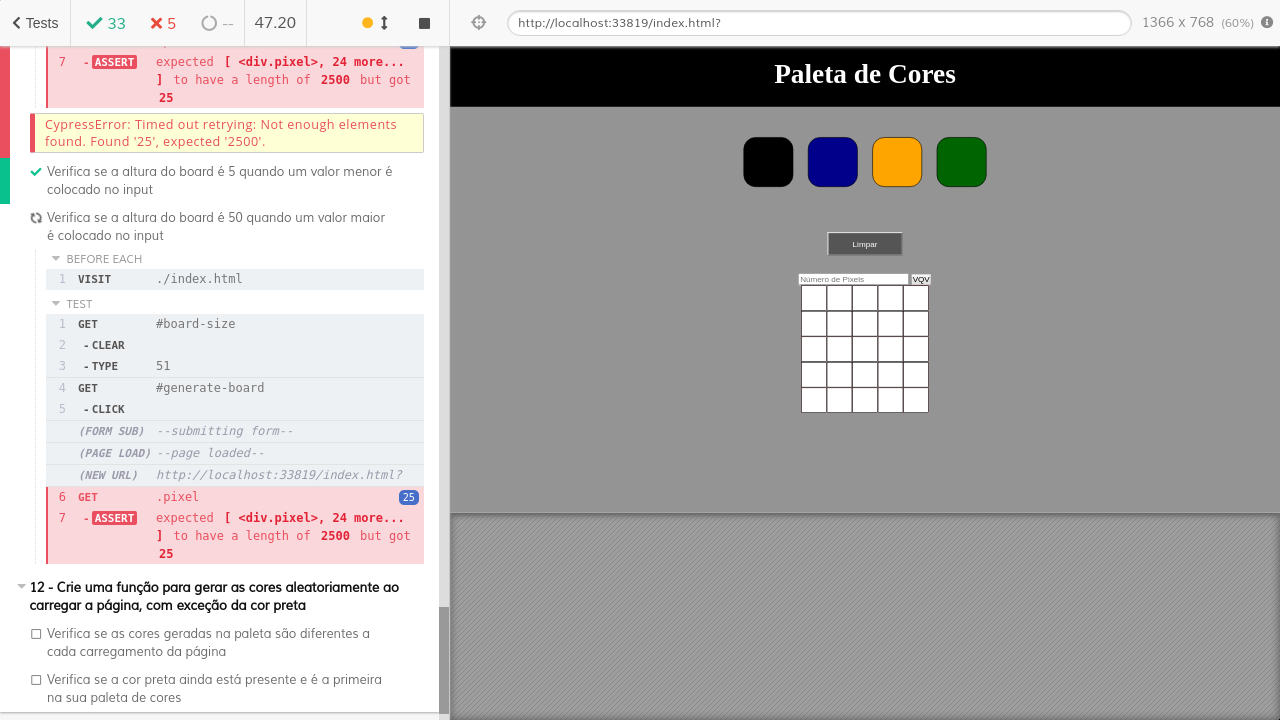 Tests
33
5
--
47.20
http://localhost:33819/index.html?
1366 x 768 (60%)
7 - ASSERT expected [ <div.pixel>, 24 more...
] to have a length of 2500 but got
25
CypressError: Timed out retrying: Not enough elements
found. Found '25', expected '2500'.
Verifica se a altura do board é 5 quando um valor menor é
colocado no input
Verifica se a altura do board é 50 quando um valor maior
é colocado no input
BEFORE EACH
1 VISIT ./index.html
TEST
1 GET #board-size
2 - CLEAR
3 - TYPE 51
4 GET #generate-board
5 - CLICK
(FORM SUB) --submitting form--
(PAGE LOAD) --page loaded--
(NEW URL) http://localhost:33819/index.html?
6 GET .pixel 25
7 - ASSERT expected [ <div.pixel>, 24 more...
] to have a length of 2500 but got
25
12 - Crie uma função para gerar as cores aleatoriamente ao
carregar a página, com exceção da cor preta
Verifica se as cores geradas na paleta são diferentes a
cada carregamento da página
Verifica se a cor preta ainda está presente e é a primeira
na sua paleta de cores
Paleta de Cores
Limpar
Número de Pixels
VQV